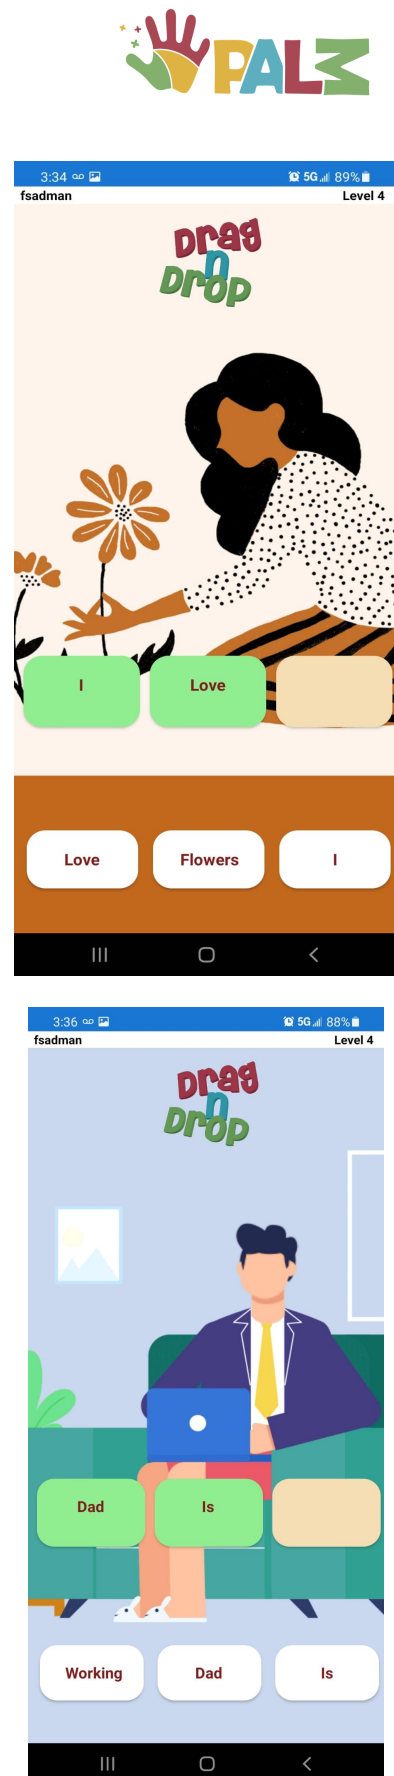 PALM
3:34 5G 89%
fsadman Level 4
Drag
n
Drop
I Love
Love Flowers I
3:36 5G 88%
fsadman Level 4
Drag
n
Drop
Dad Is
Working Dad Is